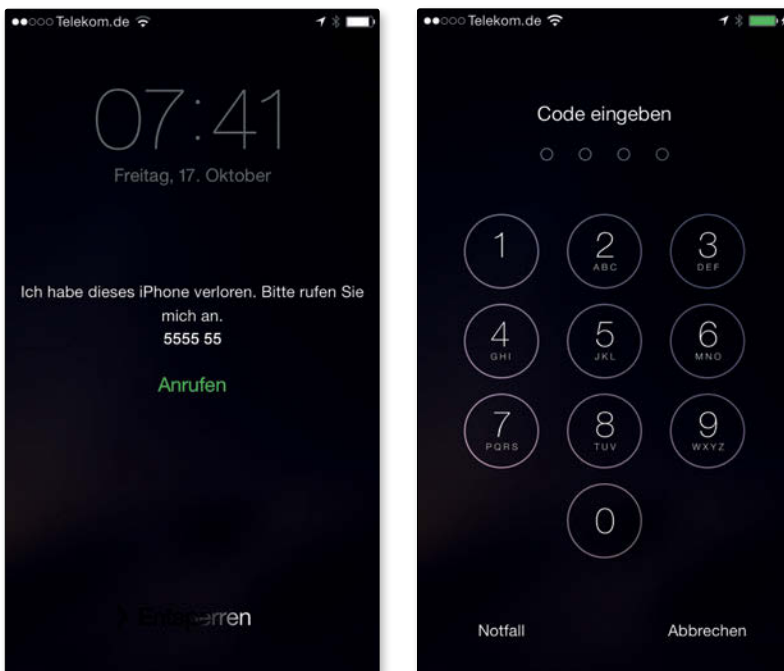 Telekom.de
07:41
Freitag, 17. Oktober
Ich habe dieses iPhone verloren. Bitte rufen Sie
mich an.
5555 55
Anrufen
> Entsperren
Telekom.de
Code eingeben
1
2
ABC
3
DEF
4
GHI
5
JKL
6
MNO
7
PQRS
8
TUV
9
WXYZ
0
Notfall
Abbrechen